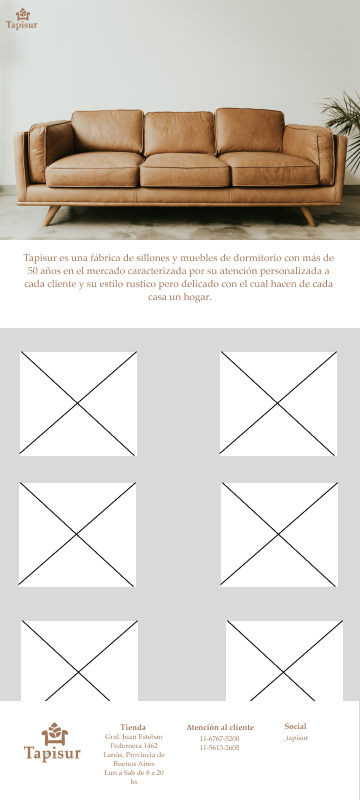 Tapisur
Tapisur es una fábrica de sillones y muebles de dormitorio con más de
50 años en el mercado caracterizada por su atención personalizada a
cada cliente y su estilo rustico pero delicado con el cual hacen de cada
casa un hogar.
Tapisur
Tienda
Gral. Juan Esteban
Pedernera 1462
Lanús, Provincia de
Buenos Aires
Lun a Sab de 8 a 20
hs
Atención al cliente
11-6767-5200
11-5613-2605
Social
_tapisur